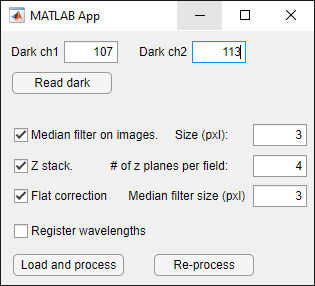 MATLAB App
Dark ch1 107 Dark ch2 113
Read dark
Median filter on images. Size (pxl): 3
Z stack. # of z planes per field: 4
Flat correction Median filter size (pxl) 3
Register wavelengths
Load and process Re-process